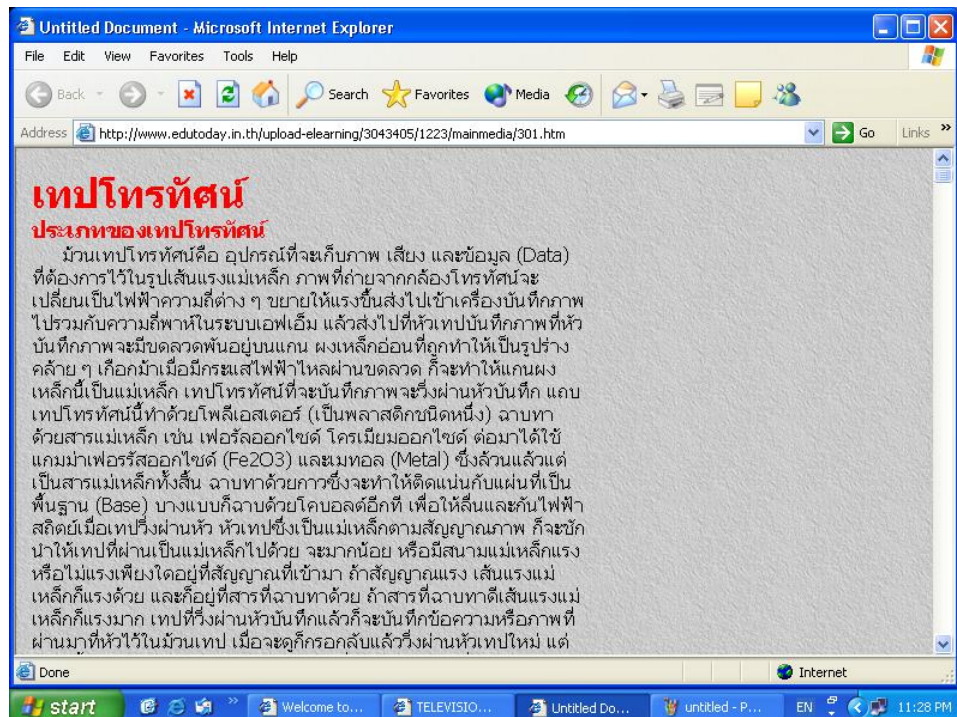 Untitled Document - Microsoft Internet Explorer
File Edit View Favorites Tools Help
Back Search Favorites Media
Address http://www.edutoday.in.th/upload-elearning/3043405/1223/mainmedia/301.htm Go Links »
เทปโทรทัศน์
ประเภทของเทปโทรทัศน์
ม้วนเทปโทรทัศน์คือ อุปกรณ์ที่จะเก็บภาพ เสียง และข้อมูล (Data)
ที่ต้องการไว้ในรูปเส้นแรงแม่เหล็ก ภาพที่ถ่ายจากกล้องโทรทัศน์จะ
เปลี่ยนเป็นไฟฟ้าความถี่ต่าง ๆ ขยายให้แรงขึ้นส่งไปเข้าเครื่องบันทึกภาพ
ไปรวมกับความถี่พาห์ในระบบเอฟเอ็ม แล้วส่งไปที่หัวเทปบันทึกภาพที่หัว
บันทึกภาพจะมีขดลวดพันอยู่บนแกน ผงเหล็กอ่อนที่ถูกทำให้เป็นรูปร่าง
คล้าย ๆ เกือกม้าเมื่อมีกระแสไฟฟ้าไหลผ่านขดลวด ก็จะทำให้แกนผง
เหล็กนี้เป็นแม่เหล็ก เทปโทรทัศน์ที่จะบันทึกภาพจะวิ่งผ่านหัวบันทึก แถบ
เทปโทรทัศน์นี้ทำด้วยโพลีเอสเตอร์ (เป็นพลาสติกชนิดหนึ่ง) ฉาบทา
ด้วยสารแม่เหล็ก เช่น เฟอรัลออกไซด์ โครเมียมออกไซด์ ต่อมาได้ใช้
แกมม่าเฟอรรัสออกไซด์ (Fe2O3) และเมทอล (Metal) ซึ่งล้วนแล้วแต่
เป็นสารแม่เหล็กทั้งสิ้น ฉาบทาด้วยกาวซึ่งจะทำให้ติดแน่นกับแผ่นที่เป็น
พื้นฐาน (Base) บางแบบก็ฉาบด้วยโคบอลต์อีกที เพื่อให้ลื่นและกันไฟฟ้า
สถิตย์เมื่อเทปวิ่งผ่านหัว หัวเทปซึ่งเป็นแม่เหล็กตามสัญญาณภาพ ก็จะชัก
นำให้เทปที่ผ่านเป็นแม่เหล็กไปด้วย จะมากน้อย หรือมีสนามแม่เหล็กแรง
หรือไม่แรงเพียงใดอยู่ที่สัญญาณที่เข้ามา ถ้าสัญญาณแรง เส้นแรงแม่
เหล็กก็แรงด้วย และก็อยู่ที่สารที่ฉาบทาด้วย ถ้าสารที่ฉาบทาดีเส้นแรงแม่
เหล็กก็แรงมาก เทปที่วิ่งผ่านหัวบันทึกแล้วก็จะบันทึกข้อความหรือภาพที่
ผ่านมาที่หัวไว้ในม้วนเทป เมื่อจะดูก็กรอกลับแล้ววิ่งผ่านหัวเทปใหม่ แต่
Done Internet
start » Welcome to... TELEVISIO... Untitled Do... untitled - P... EN 11:28 PM